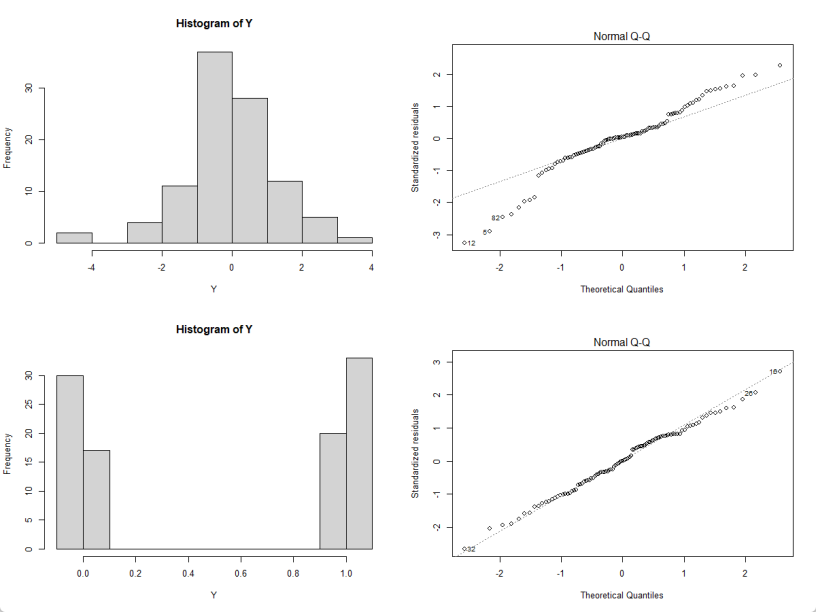 Histogram of Y
Frequency
0 10 20 30
-4 -2 0 2 4
Y
Normal Q-Q
Standardized residuals
-3 -2 -1 0 1 2
82
6
12
-2 -1 0 1 2
Theoretical Quantiles
Histogram of Y
Frequency
0 5 10 15 20 25 30
0.0 0.2 0.4 0.6 0.8 1.0
Y
Normal Q-Q
Standardized residuals
-2 -1 0 1 2 3
32
-2 -1 0 1 2
Theoretical Quantiles